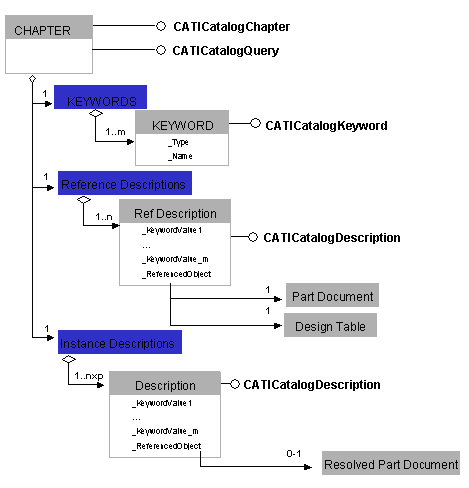 CHAPTER
CATICatalogChapter
CATICatalogQuery
1
KEYWORDS
1..m
KEYWORD
CATICatalogKeyword
_Type
_Name
1
Reference Descriptions
1..n
Ref Description
_KeywordValue1
...
_KeywordValue_m
_ReferencedObject
CATICatalogDescription
1
Part Document
1
Design Table
1
Instance Descriptions
1..nxp
Description
CATICatalogDescription
_KeywordValue1
...
_KeywordValue_m
_ReferencedObject
0-1
Resolved Part Document